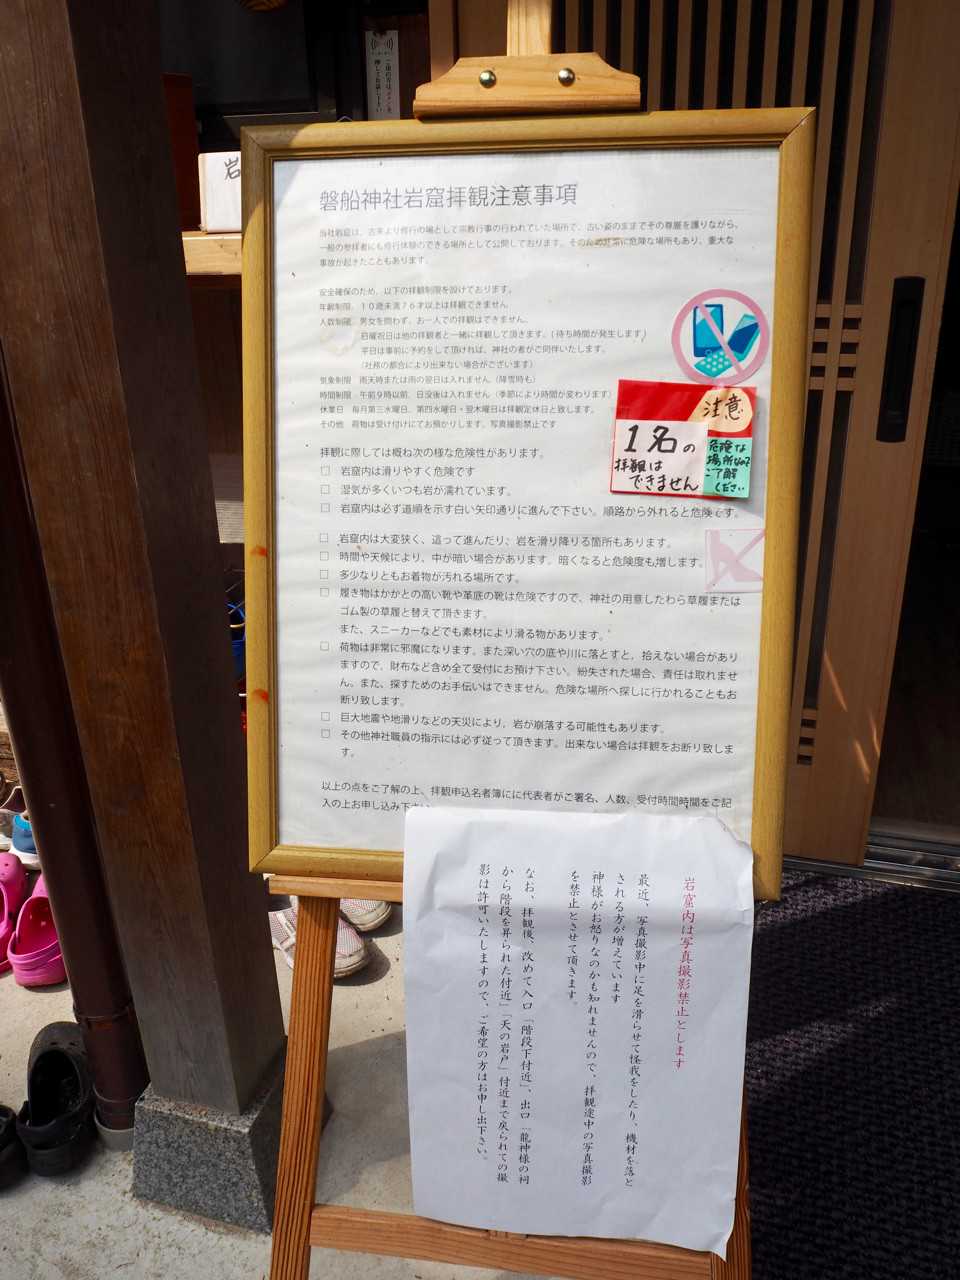 磐船神社岩窟拝観注意事項
当社岩窟は、古来より修行の場として宗教行事の行われていた場所で、古い姿のままでその尊厳を護りながら、
一般の参拝者にも修行体験のできる場所として公開しております。そのため非常に危険な場所もあり、重大な
事故が起きたこともあります。
安全確保のため、以下の拝観制限を設けております。
年齢制限　１０歳未満７６才以上は拝観できません。
人数制限　男女を問わず、お一人での拝観はできません。
日曜祝日は他の拝観者と一緒に拝観して頂きます。(待ち時間が発生します)
平日は事前に予約をして頂ければ、神社の者がご同伴いたします。
(社務の都合により出来ない場合がございます)
気象制限　雨天時または雨の翌日は入れません（降雪時も）
時間制限　午前９時以前、日没後は入れません（季節により時間が変わります）
休業日　毎月第三水曜日、第四水曜日・翌木曜日は拝観定休日と致します。
その他　荷物は受け付けにてお預かりします。写真撮影禁止です
注意
１名の
拝観は
できません
危険な
場所なので
ご了解
ください
拝観に際しては概ね次の様な危険性があります。
□　岩窟内は滑りやすく危険です
□　湿気が多くいつも岩が濡れています。
□　岩窟内は必ず道順を示す白い矢印通りに進んで下さい。順路から外れると危険です。
□　岩窟内は大変狭く、這って進んだり、岩を滑り降りる箇所もあります。
□　時間や天候により、中が暗い場合があります。暗くなると危険度も増します。
□　多少なりともお着物が汚れる場所です。
□　履き物はかかとの高い靴や革底の靴は危険ですので、神社の用意したわら草履または
ゴム製の草履と替えて頂きます。
また、スニーカーなどでも素材により滑る物があります。
□　荷物は非常に邪魔になります。また深い穴の底や川に落とすと，拾えない場合があり
ますので、財布など含め全て受付にお預け下さい。紛失された場合、責任は取れませ
ん。また、探すためのお手伝いはできません。危険な場所へ探しに行かれることもお
断り致します。
□　巨大地震や地滑りなどの天災により，岩が崩落する可能性もあります。
□　その他神社職員の指示には必ず従って頂きます。出来ない場合は拝観をお断り致しま
す。
以上の点をご了解の上、拝観申込名者簿にに代表者がご署名、人数、受付時間時間をご記
入の上お申し込み下さい
岩窟内は写真撮影禁止とします
最近、写真撮影中に足を滑らせて怪我をしたり、機材を落と
される方が増えています
神様がお怒りなのかも知れませんので、拝観途中の写真撮影
を禁止とさせて頂きます。
なお、拝観後、改めて入口「階段下付近」、出口「龍神様の祠
から階段を昇られた付近」「天の岩戸」付近まで戻られての撮
影は許可いたしますので、ご希望の方はお申し出下さい。
岩